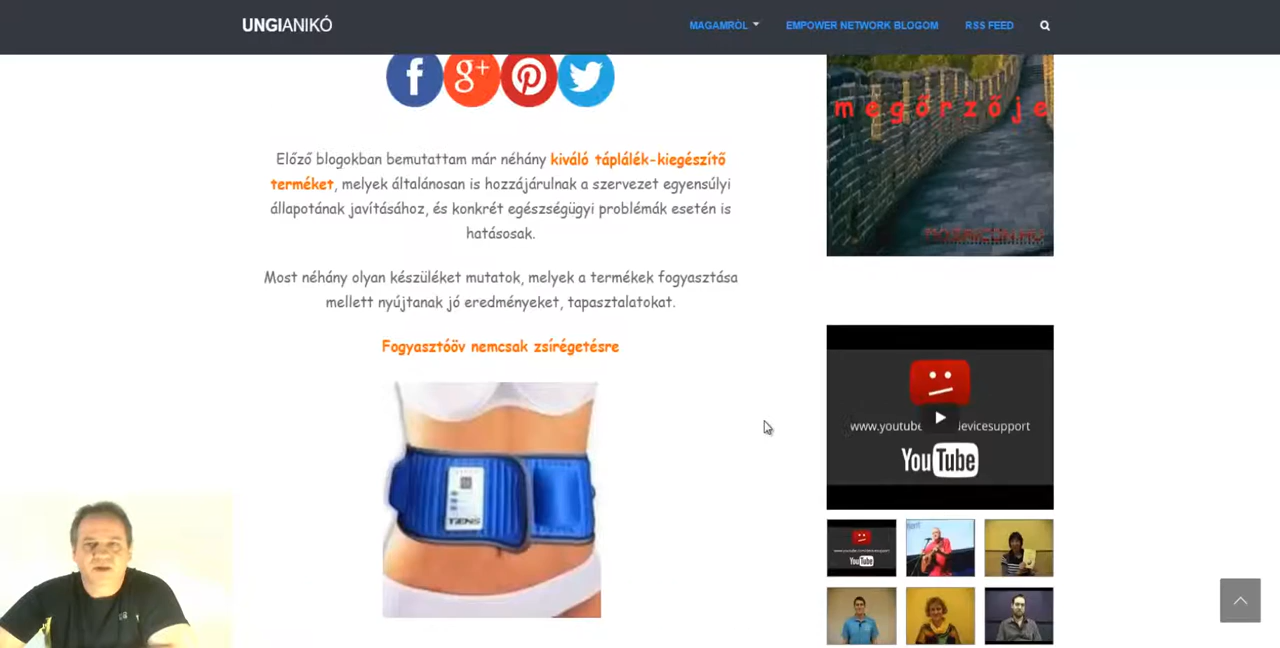 UNGIANIKÓ
MAGAMRÓL
EMPOWER NETWORK BLOGOM
RSS FEED
f
g+
megőrzője
Előző blogokban bemutattam már néhány kiváló táplálék-kiegészítő
terméket, melyek általánosan is hozzájárulnak a szervezet egyensúlyi
állapotának javításához, és konkrét egészségügyi problémák esetén is
hatásosak.
Most néhány olyan készüléket mutatok, melyek a termékek fogyasztása
mellett nyújtanak jó eredményeket, tapasztalatokat.
Fogyasztóöv nemcsak zsírégetésre
TIENS
www.youtube
devicesupport
YouTube
YouTube